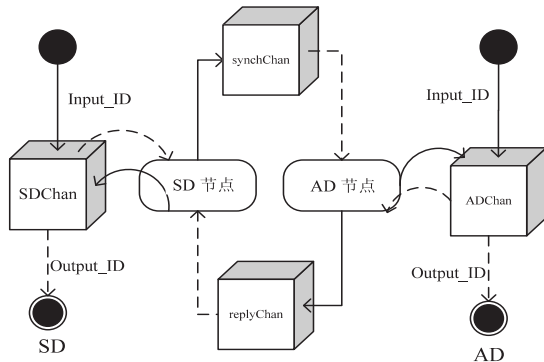 synchChan
Input_ID
Input_ID
SDChan
SD 节点
AD 节点
ADChan
Output_ID
replyChan
Output_ID
SD
AD